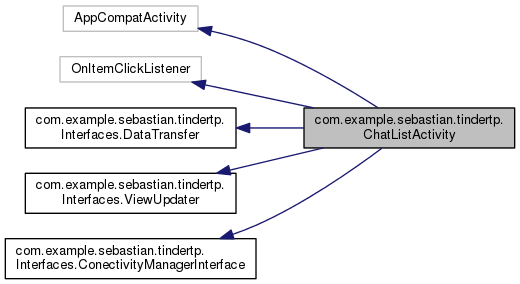 AppCompatActivity
OnItemClickListener
com.example.sebastian.tindertp.
ChatListActivity
com.example.sebastian.tindertp.
Interfaces.DataTransfer
com.example.sebastian.tindertp.
Interfaces.ViewUpdater
com.example.sebastian.tindertp.
Interfaces.ConectivityManagerInterface